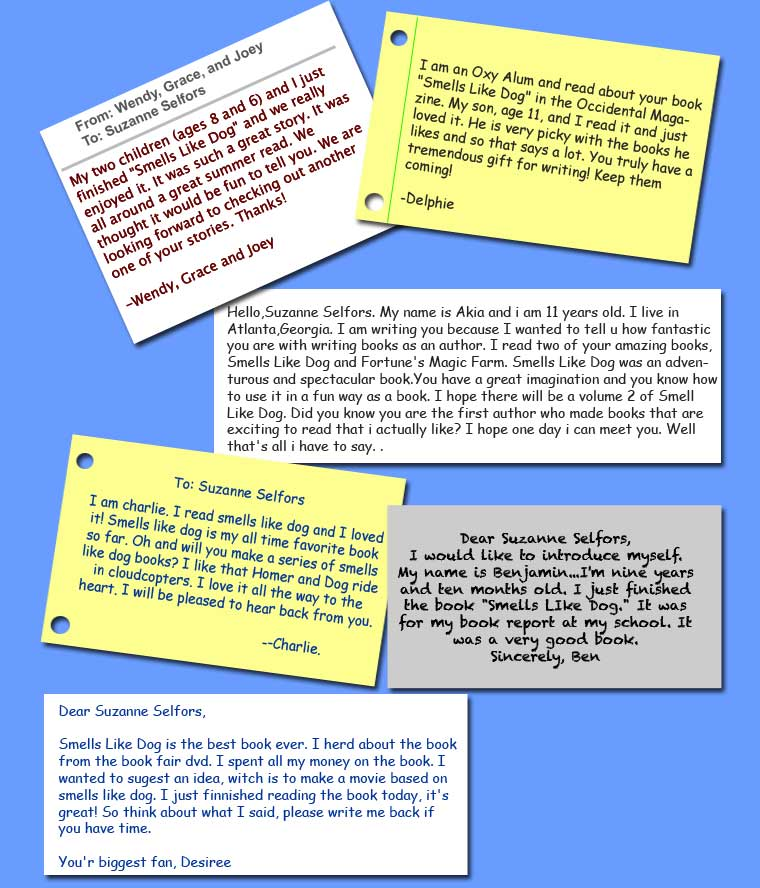 From: Wendy, Grace, and Joey
To: Suzanne Selfors
My two children (ages 8 and 6) and I just
finished "Smells Like Dog" and we really
enjoyed it. It was such a great story. It was
all around a great summer read. We
thought it would be fun to tell you. We are
looking forward to checking out another
one of your stories. Thanks!
-Wendy, Grace and Joey
I am an Oxy Alum and read about your book
"Smells Like Dog" in the Occidental Maga-
zine. My son, age 11, and I read it and just
loved it. He is very picky with the books he
likes and so that says a lot. You truly have a
tremendous gift for writing! Keep them
coming!
-Delphie
Hello,Suzanne Selfors. My name is Akia and i am 11 years old. I live in
Atlanta,Georgia. I am writing you because I wanted to tell u how fantastic
you are with writing books as an author. I read two of your amazing books,
Smells Like Dog and Fortune's Magic Farm. Smells Like Dog was an adven-
turous and spectacular book.You have a great imagination and you know how
to use it in a fun way as a book. I hope there will be a volume 2 of Smell
Like Dog. Did you know you are the first author who made books that are
exciting to read that i actually like? I hope one day i can meet you. Well
that's all i have to say. .
To: Suzanne Selfors
I am charlie. I read smells like dog and I loved
it! Smells like dog is my all time favorite book
so far. Oh and will you make a series of smells
like dog books? I like that Homer and Dog ride
in cloudcopters. I love it all the way to the
heart. I will be pleased to hear back from you.
--Charlie.
Dear Suzanne Selfors,
I would like to introduce myself.
My name is Benjamin...I'm nine years
and ten months old. I just finished
the book "Smells LIke Dog." It was
for my book report at my school. It
was a very good book.
Sincerely, Ben
Dear Suzanne Selfors,
Smells Like Dog is the best book ever. I herd about the book
from the book fair dvd. I spent all my money on the book. I
wanted to sugest an idea, witch is to make a movie based on
smells like dog. I just finnished reading the book today, it's
great! So think about what I said, please write me back if
you have time.
You'r biggest fan, Desiree